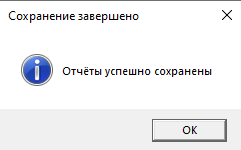 Сохранение завершено
Отчёты успешно сохранены
OK